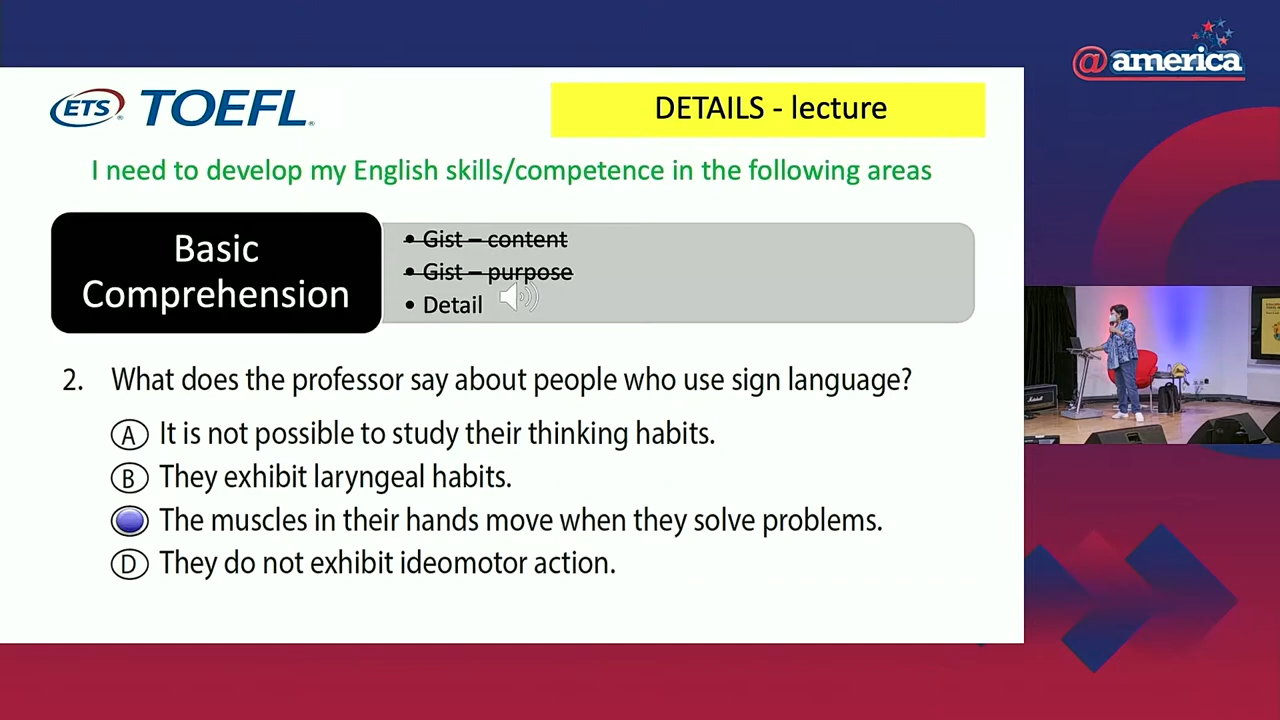 @america
ETS TOEFL
DETAILS - lecture
I need to develop my English skills/competence in the following areas
Basic
Comprehension
• Gist – content
• Gist – purpose
• Detail
2. What does the professor say about people who use sign language?
A It is not possible to study their thinking habits.
B They exhibit laryngeal habits.
The muscles in their hands move when they solve problems.
D They do not exhibit ideomotor action.
Marshall